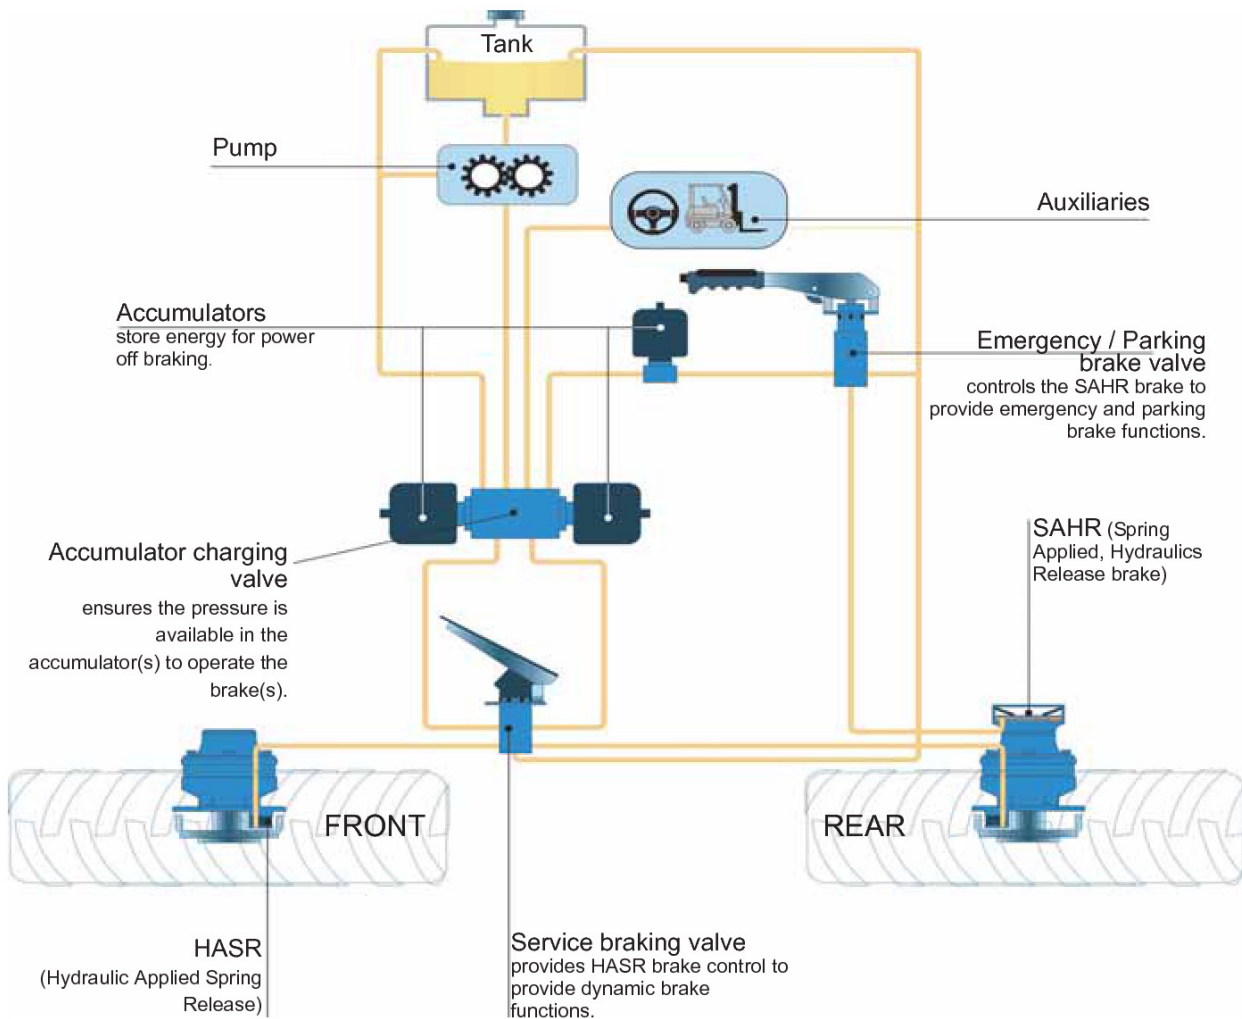 Tank
Pump
Auxiliaries
Accumulators
store energy for power
off braking.
Emergency / Parking
brake valve
controls the SAHR brake to
provide emergency and parking
brake functions.
SAHR (Spring
Applied, Hydraulics
Release brake)
Accumulator charging
valve
ensures the pressure is
available in the
accumulator(s) to operate the
brake(s).
FRONT
REAR
HASR
(Hydraulic Applied Spring
Release)
Service braking valve
provides HASR brake control to
provide dynamic brake
functions.